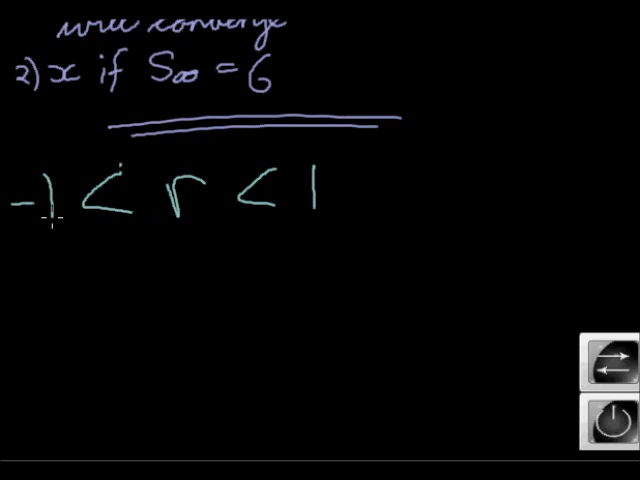 will converge
2) x if S∞ = 6
-1 < r < 1